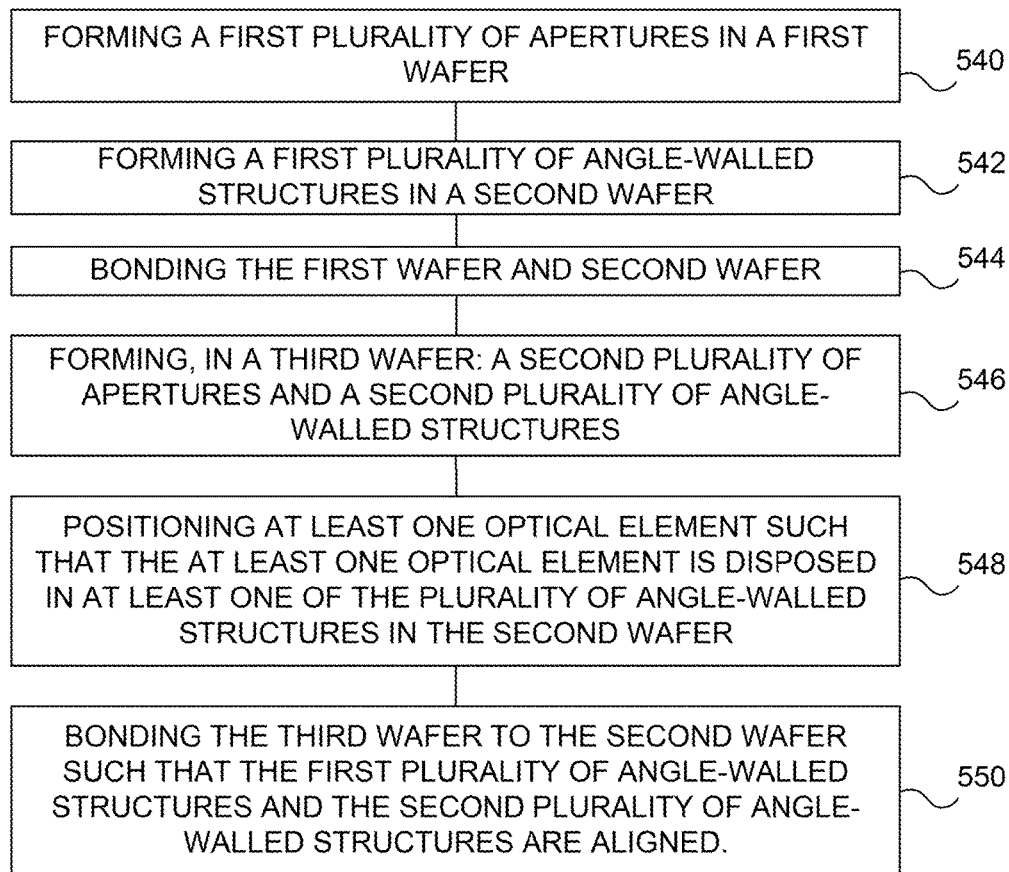 FORMING A FIRST PLURALITY OF APERTURES IN A FIRST
WAFER
540
FORMING A FIRST PLURALITY OF ANGLE-WALLED
STRUCTURES IN A SECOND WAFER
542
BONDING THE FIRST WAFER AND SECOND WAFER
544
FORMING, IN A THIRD WAFER: A SECOND PLURALITY OF
APERTURES AND A SECOND PLURALITY OF ANGLE-
WALLED STRUCTURES
546
POSITIONING AT LEAST ONE OPTICAL ELEMENT SUCH
THAT THE AT LEAST ONE OPTICAL ELEMENT IS DISPOSED
IN AT LEAST ONE OF THE PLURALITY OF ANGLE-WALLED
STRUCTURES IN THE SECOND WAFER
548
BONDING THE THIRD WAFER TO THE SECOND WAFER
SUCH THAT THE FIRST PLURALITY OF ANGLE-WALLED
STRUCTURES AND THE SECOND PLURALITY OF ANGLE-
WALLED STRUCTURES ARE ALIGNED.
550